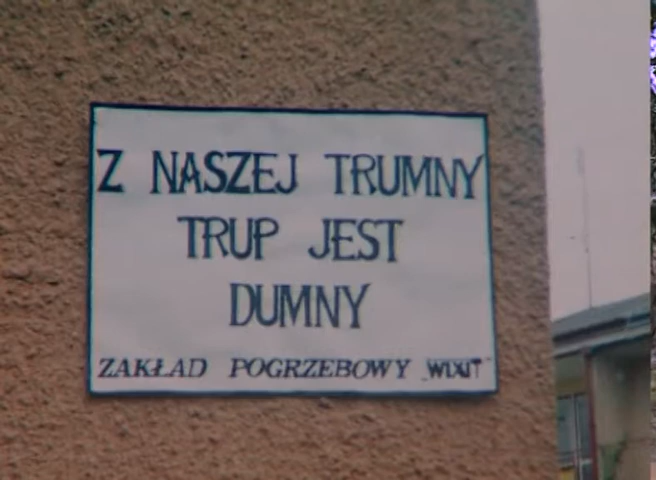 Z NASZEJ TRUMNY
TRUP JEST
DUMNY
ZAKŁAD POGRZEBOWY „WIXIT"